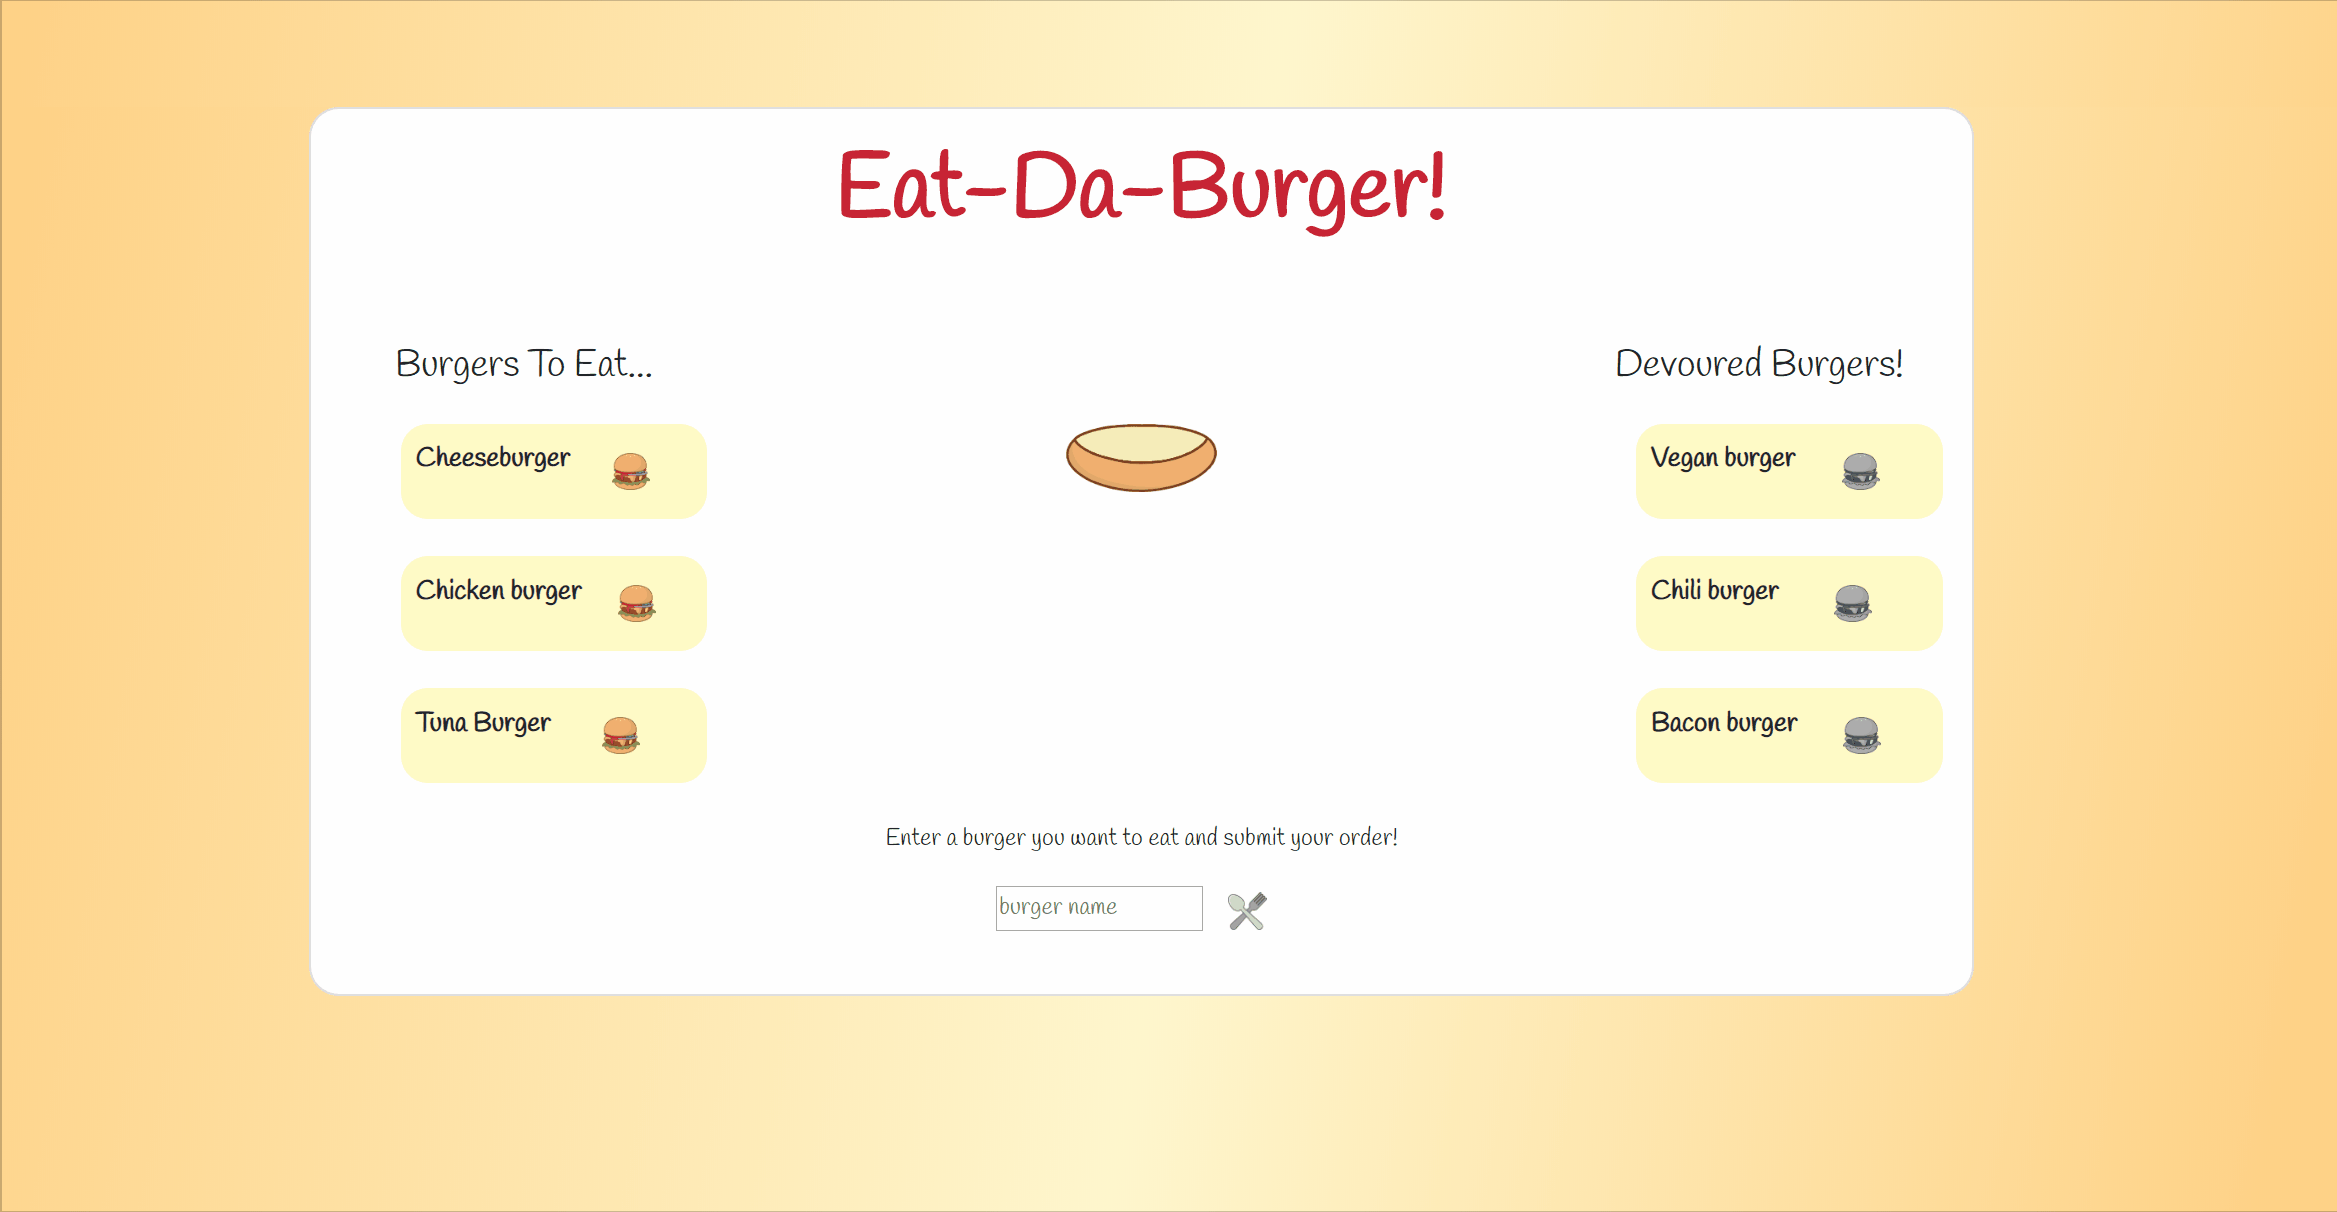 Eat-Da-Burger!
Burgers To Eat...
Cheeseburger
Chicken burger
Tuna Burger
Devoured Burgers!
Vegan burger
Chili burger
Bacon burger
Enter a burger you want to eat and submit your order!
burger name